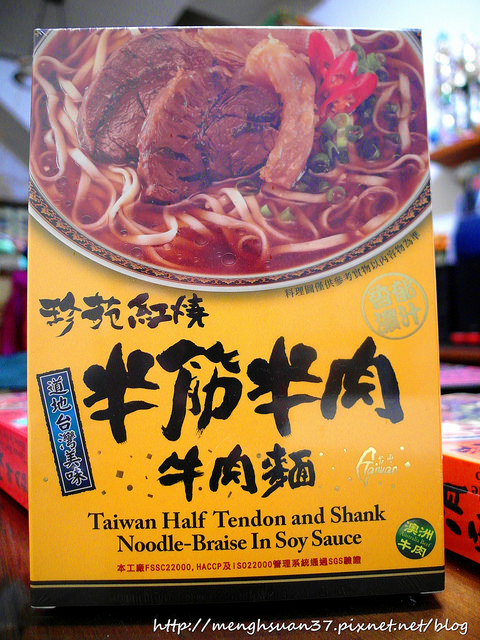 料理圖僅供參考實物以內容物為準
珍苑紅燒
香郁
濃汁
半筋半肉
道地台灣美味
牛肉麵
Taiwan
Taiwan Half Tendon and Shank
Noodle-Braise In Soy Sauce
澳洲
牛肉
本工廠FSSC22000,HACCP及ISO22000管理系統通過SGS驗證
http://menghsuan37.pixnet.net/blog